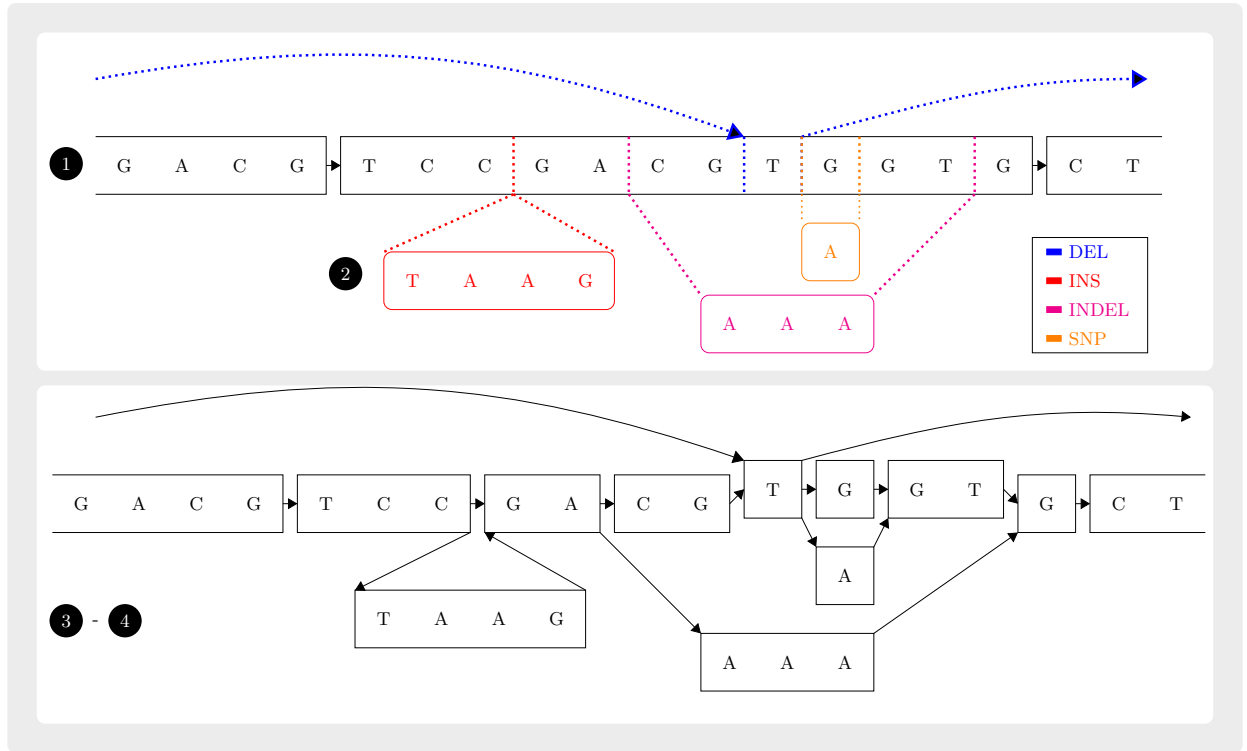 1 G A C G T C C G A C G T G G T G C T
A
2 T A A G
A A A
DEL
INS
INDEL
SNP
G A C G T C C G A C G T G G T G C T
A
3 - 4 T A A G
A A A